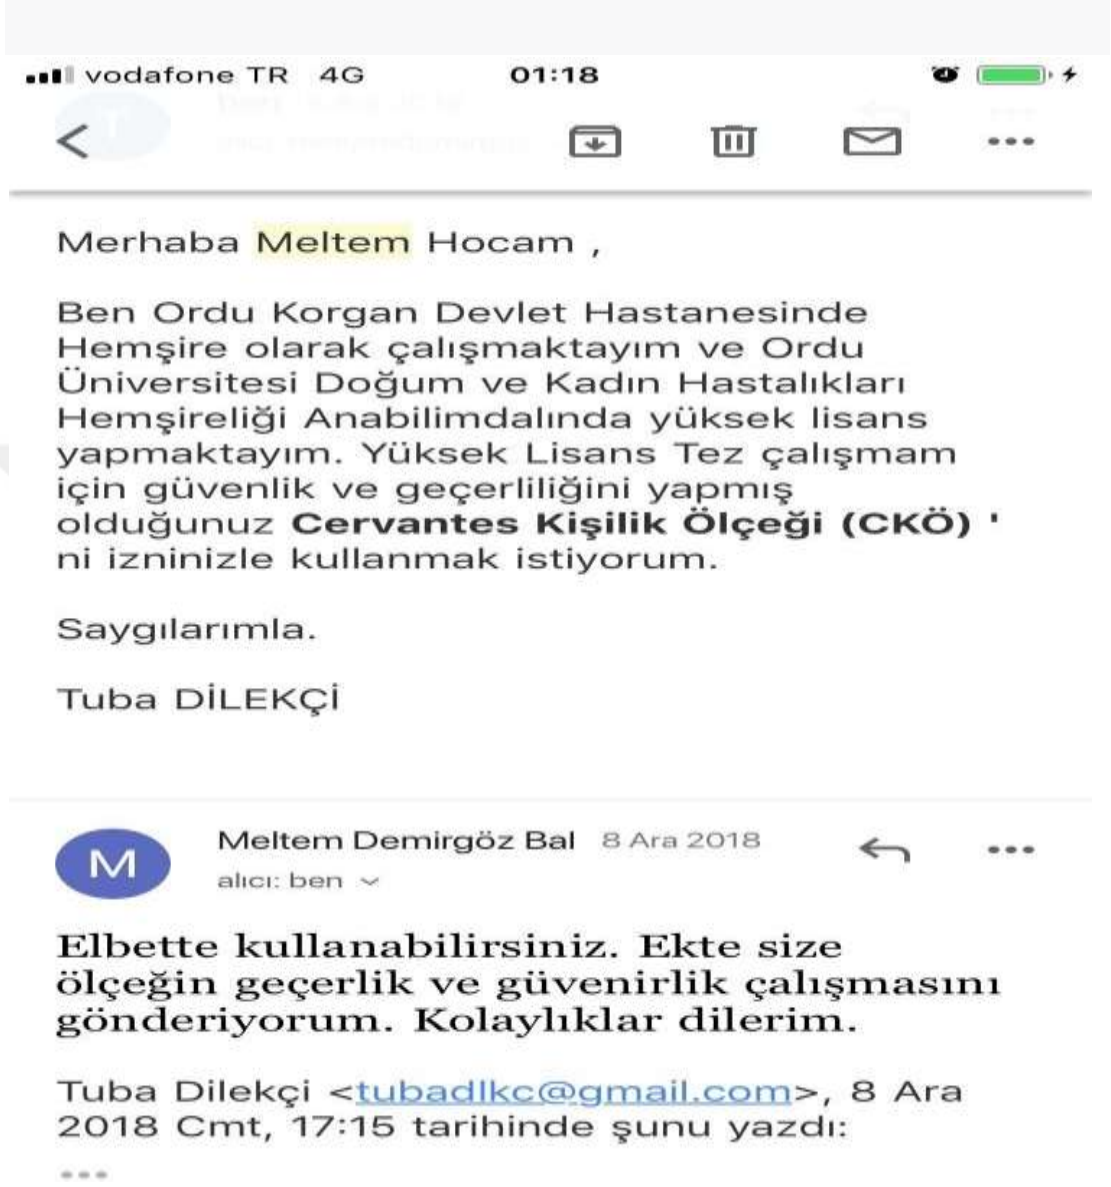 vodafone TR 4G 01:18
Merhaba Meltem Hocam ,
Ben Ordu Korgan Devlet Hastanesinde
Hemşire olarak çalışmaktayım ve Ordu
Üniversitesi Doğum ve Kadın Hastalıkları
Hemşireliği Anabilimdalında yüksek lisans
yapmaktayım. Yüksek Lisans Tez çalışmam
için güvenlik ve geçerliliğini yapmış
olduğunuz Cervantes Kişilik Ölçeği (CKÖ) '
ni izninizle kullanmak istiyorum.
Saygılarımla.
Tuba DİLEKÇİ
M
Meltem Demirgöz Bal 8 Ara 2018
alıcı: ben
Elbette kullanabilirsiniz. Ekte size
ölçeğin geçerlik ve güvenirlik çalışmasını
gönderiyorum. Kolaylıklar dilerim.
Tuba Dilekçi <tubadlkc@gmail.com>, 8 Ara
2018 Cmt, 17:15 tarihinde şunu yazdı: